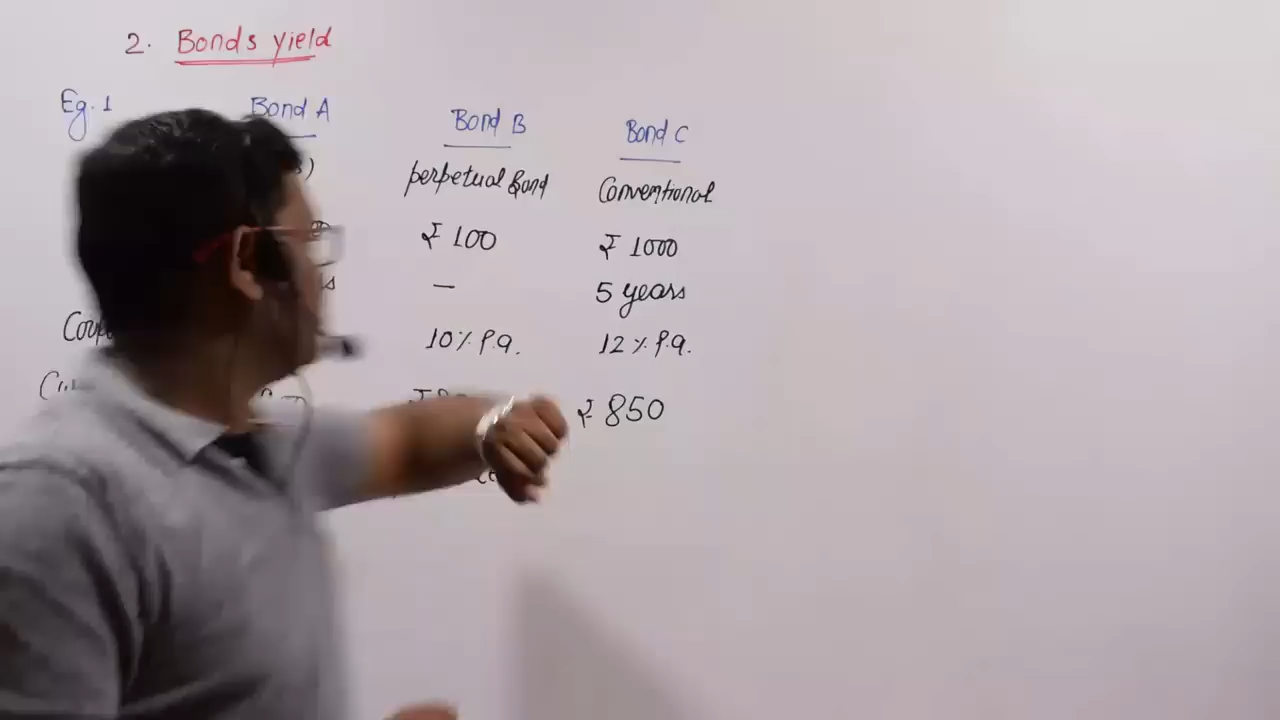 2. Bonds yield
Eg. 1 Bond A Bond B Bond C
perpetual Bond Conventional
₹ 100 ₹ 1000
— 5 years
10% p.a. 12% p.a.
₹ 850